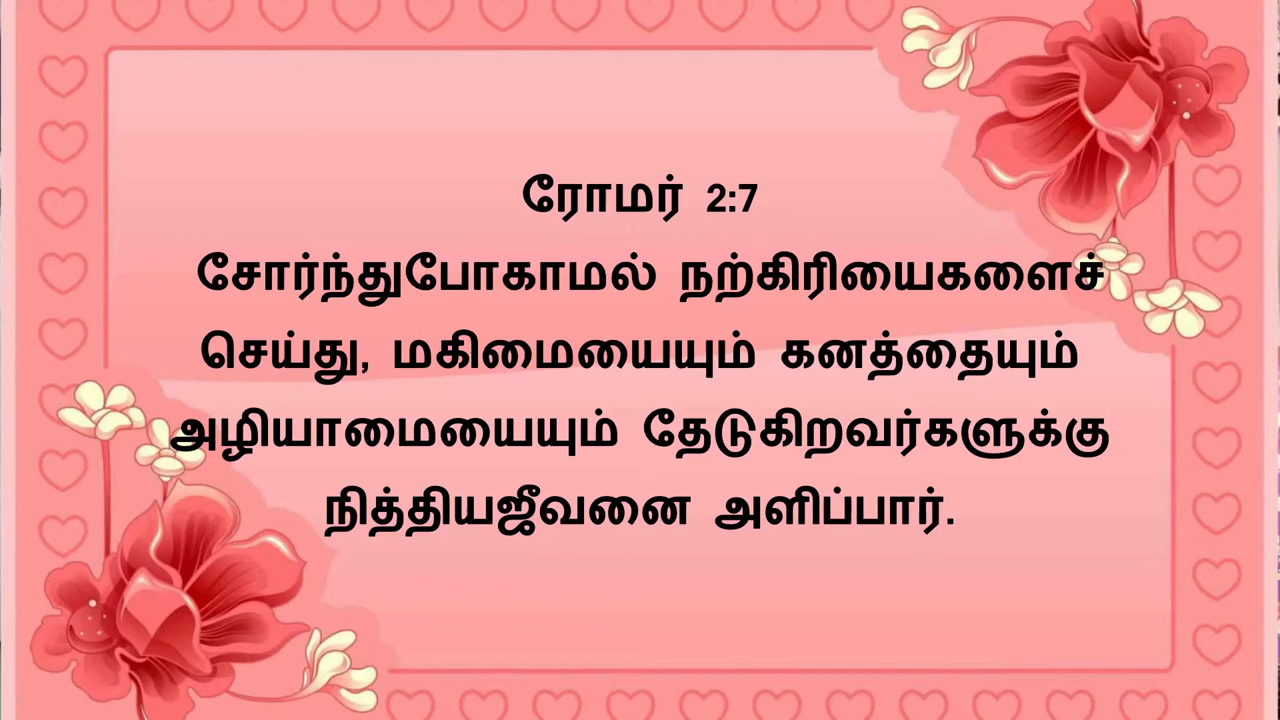 ரோமர் 2:7
சோர்ந்துபோகாமல் நற்கிரியைகளைச்
செய்து, மகிமையையும் கனத்தையும்
அழியாமையையும் தேடுகிறவர்களுக்கு
நித்தியஜீவனை அளிப்பார்.